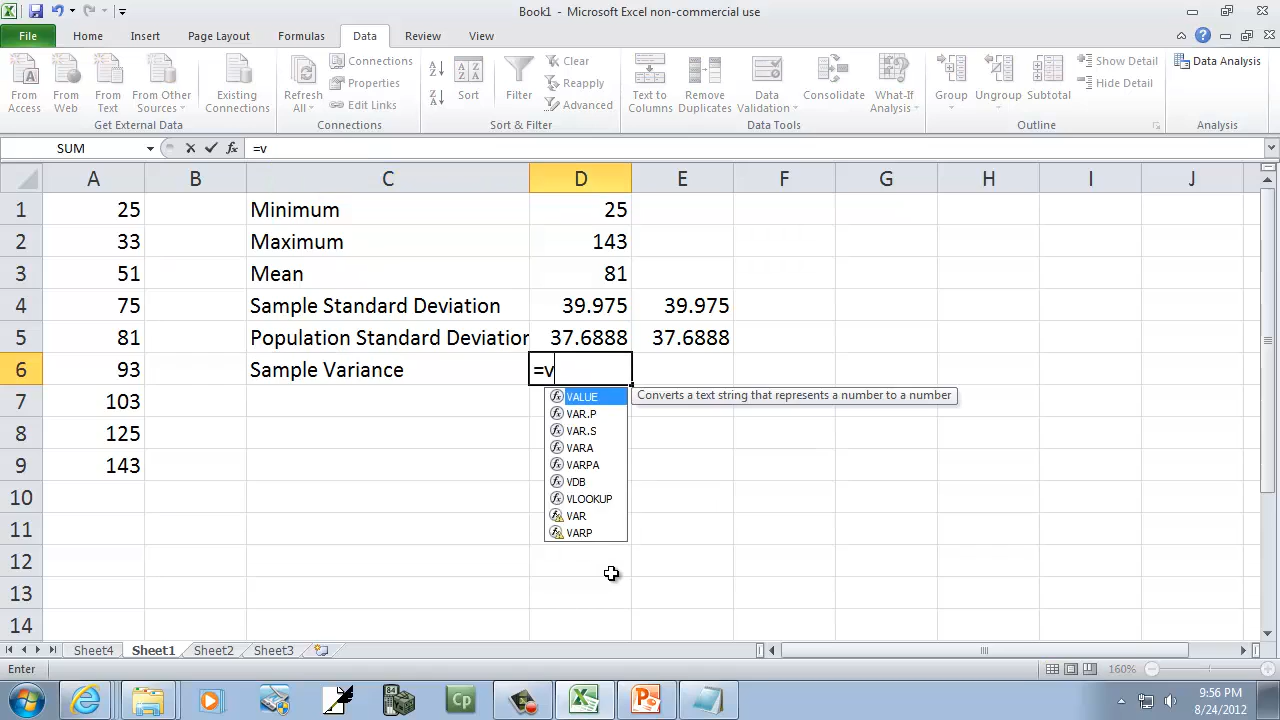 Book1 - Microsoft Excel non-commercial use
File Home Insert Page Layout Formulas Data Review View
From Access
From Web
From Text
From Other Sources
Existing Connections
Get External Data
Refresh All
Connections
Properties
Edit Links
Connections
Sort
Filter
Clear
Reapply
Advanced
Sort & Filter
Text to Columns
Remove Duplicates
Data Validation
Consolidate
What-If Analysis
Data Tools
Group
Ungroup
Subtotal
Show Detail
Hide Detail
Outline
Data Analysis
Analysis
SUM fx =v
A B C D E F G H I J
1 25 Minimum 25
2 33 Maximum 143
3 51 Mean 81
4 75 Sample Standard Deviation 39.975 39.975
5 81 Population Standard Deviation 37.6888 37.6888
6 93 Sample Variance =v
VALUE Converts a text string that represents a number to a number
VAR.P
7 103
VAR.S
8 125
VARA
VARPA
9 143
VDB
VLOOKUP
10
VAR
11
VARP
12
13
14
Sheet4 Sheet1 Sheet2 Sheet3
Enter 160%
9:56 PM
8/24/2012